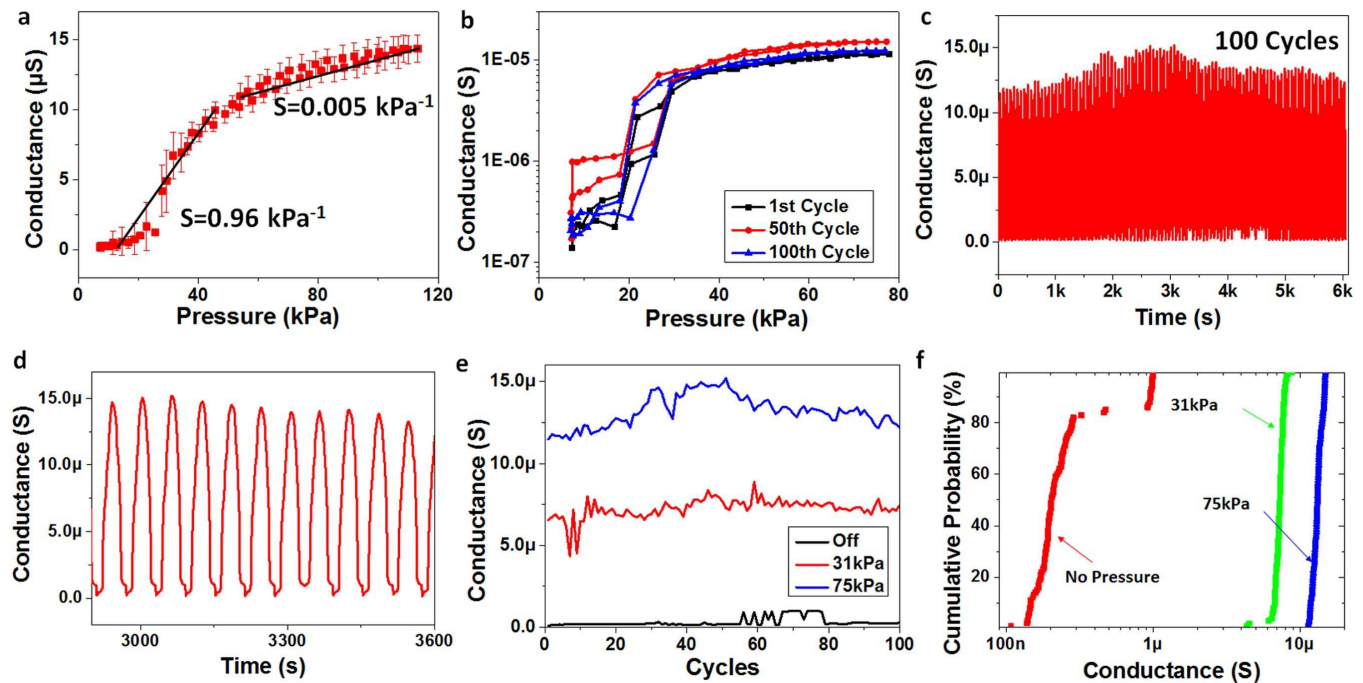 a
Conductance (µS)
15
10
5
0
0
40
80
120
Pressure (kPa)
S=0.005 kPa⁻¹
S=0.96 kPa⁻¹
b
Conductance (S)
1E-05
1E-06
1E-07
0
20
40
60
80
Pressure (kPa)
1st Cycle
50th Cycle
100th Cycle
c
100 Cycles
Conductance (S)
15.0µ
10.0µ
5.0µ
0.0
0
1k
2k
3k
4k
5k
6k
Time (s)
d
Conductance (S)
15.0µ
10.0µ
5.0µ
0.0
3000
3300
3600
Time (s)
e
Conductance (S)
15.0µ
10.0µ
5.0µ
0.0
0
20
40
60
80
100
Cycles
Off
31kPa
75kPa
f
Cumulative Probability (%)
80
60
40
20
100n
1µ
10µ
Conductance (S)
31kPa
75kPa
No Pressure